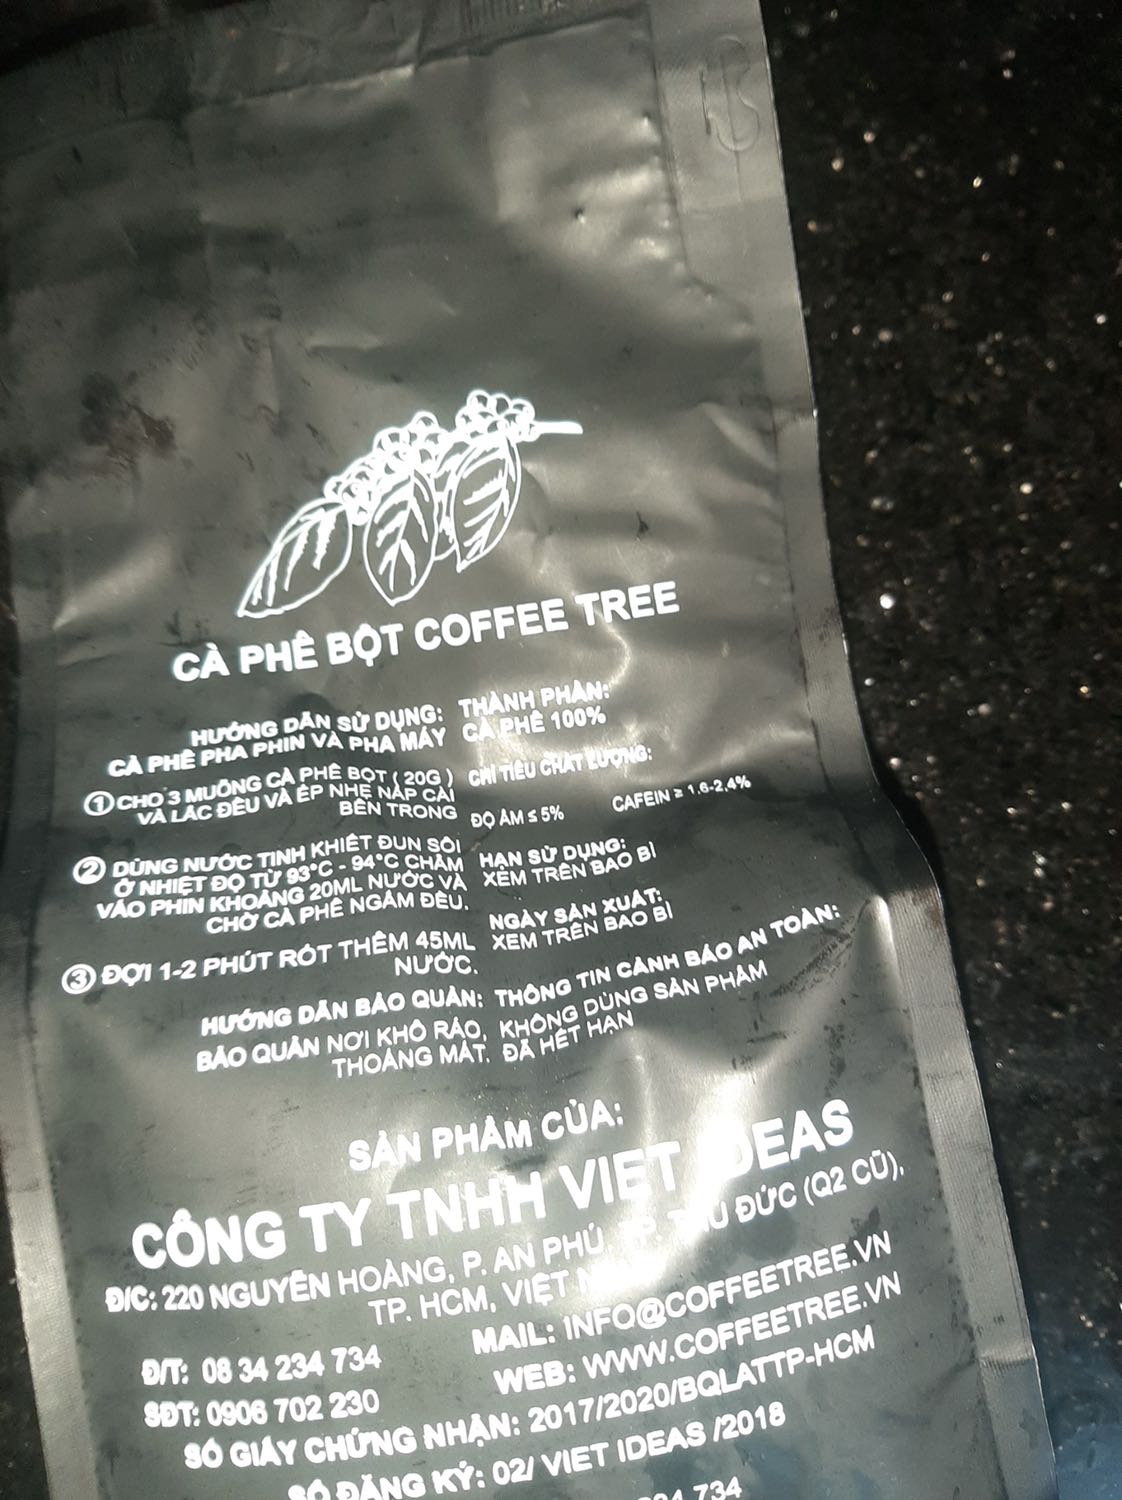 CÀ PHÊ BỘT COFFEE TREE
HƯỚNG DẪN SỬ DỤNG:
CÀ PHÊ PHA PHIN VÀ PHA MÁY
① CHO 3 MUỖNG CÀ PHÊ BỘT ( 20G )
VÀ LẮC ĐỀU VÀ ÉP NHẸ NẮP CÀI
BÊN TRONG
② DÙNG NƯỚC TINH KHIẾT ĐUN SÔI
Ở NHIỆT ĐỘ TỪ 93°C - 94°C CHÂM
VÀO PHIN KHOẢNG 20ML NƯỚC VÀ
CHỜ CÀ PHÊ NGẤM ĐỀU.
③ ĐỢI 1-2 PHÚT RÓT THÊM 45ML
NƯỚC.
HƯỚNG DẪN BẢO QUẢN:
BẢO QUẢN NƠI KHÔ RÁO,
THOÁNG MÁT.
THÀNH PHẦN:
CÀ PHÊ 100%
CHỈ TIÊU CHẤT LƯỢNG:
ĐỘ ẨM ≤ 5% CAFEIN ≥ 1,6-2,4%
HẠN SỬ DỤNG:
XEM TRÊN BAO BÌ
NGÀY SẢN XUẤT:
XEM TRÊN BAO BÌ
THÔNG TIN CẢNH BÁO AN TOÀN:
KHÔNG DÙNG SẢN PHẨM
ĐÃ HẾT HẠN
SẢN PHẨM CỦA:
CÔNG TY TNHH VIET IDEAS
Đ/C: 220 NGUYỄN HOÀNG, P. AN PHÚ, TP. THỦ ĐỨC (Q2 CŨ),
TP. HCM, VIỆT NAM
Đ/T: 08 34 234 734
MAIL: INFO@COFFEETREE.VN
SĐT: 0906 702 230
WEB: WWW.COFFEETREE.VN
SỐ GIẤY CHỨNG NHẬN: 2017/2020/BQLATTP-HCM
SỐ ĐĂNG KÝ: 02/ VIET IDEAS /2018
734